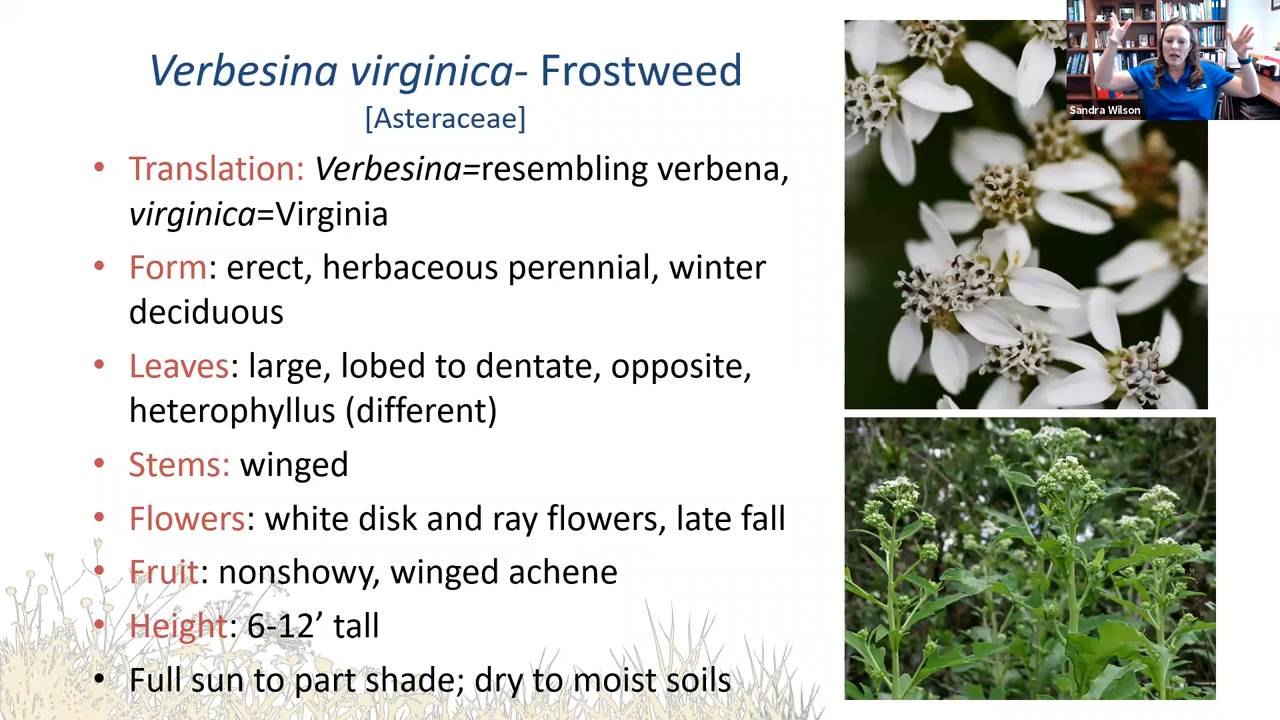 Verbesina virginica- Frostweed
[Asteraceae]
• Translation: Verbesina=resembling verbena,
virginica=Virginia
• Form: erect, herbaceous perennial, winter
deciduous
• Leaves: large, lobed to dentate, opposite,
heterophyllus (different)
• Stems: winged
• Flowers: white disk and ray flowers, late fall
• Fruit: nonshowy, winged achene
• Height: 6-12’ tall
• Full sun to part shade; dry to moist soils
Sandra Wilson